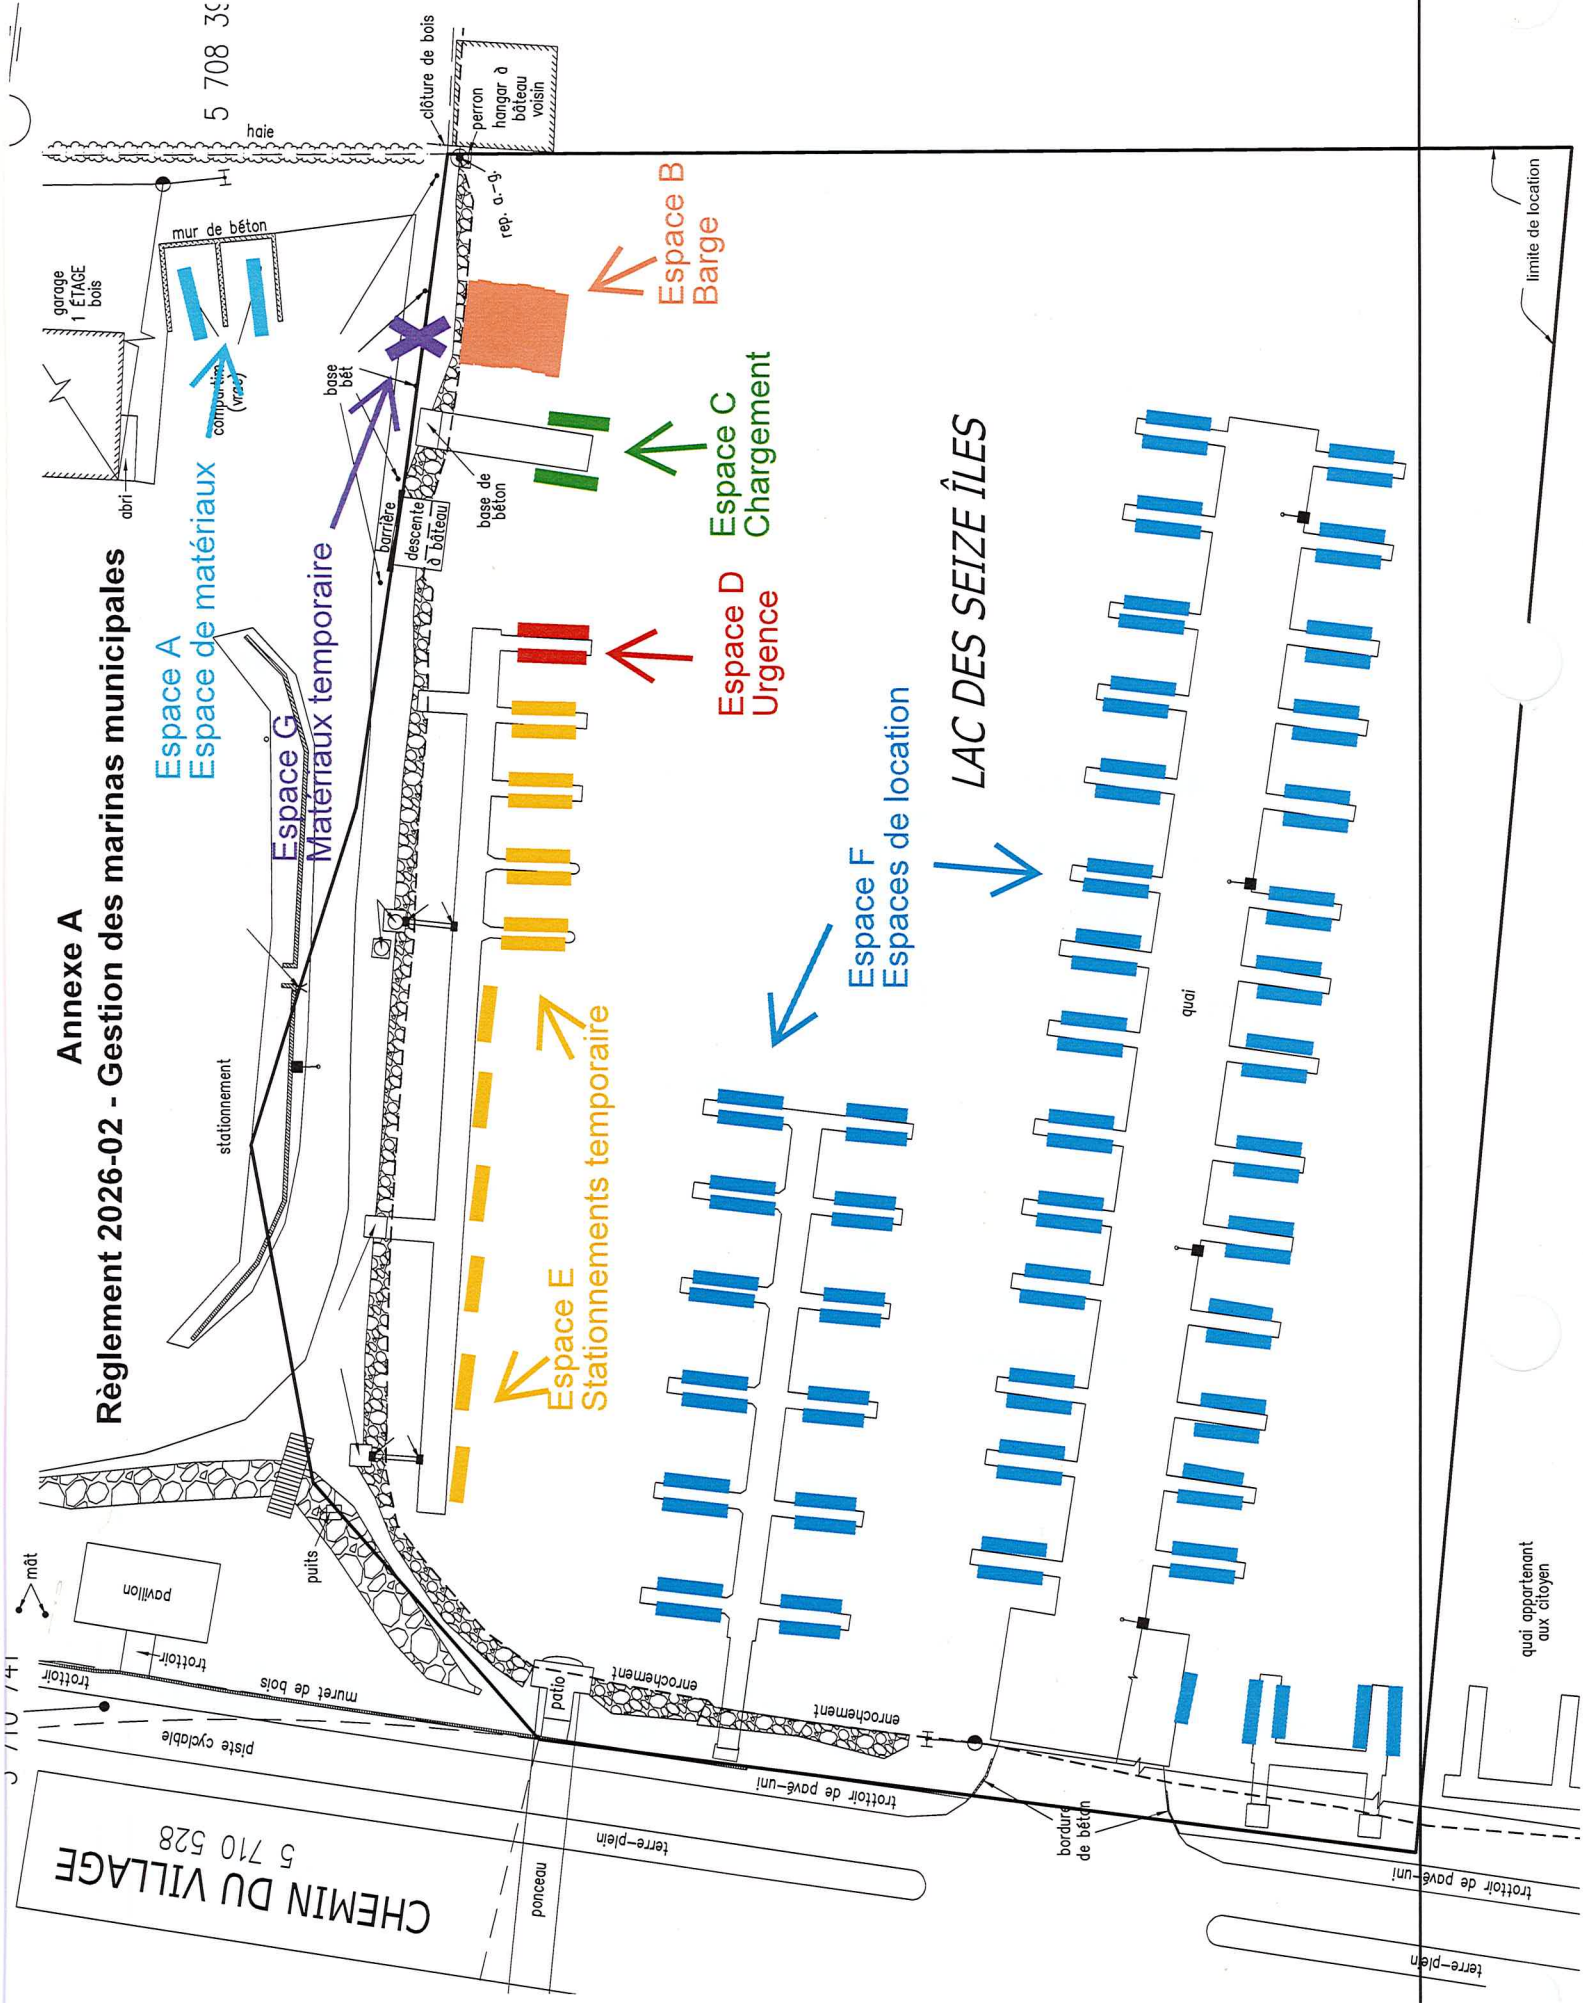 Annexe A
Règlement 2026-02 - Gestion des marinas municipales
Espace A
Espace de matériaux
Espace G
Matériaux temporaire
Espace B
Barge
Espace C
Chargement
Espace D
Urgence
Espace E
Stationnements temporaire
Espace F
Espaces de location
LAC DES SEIZE ÎLES
CHEMIN DU VILLAGE
5 710 528
5 708 39
haie
clôture de bois
perron
hangar à
bâteau
voisin
rep. a.-g.
mur de béton
garage
1 ÉTAGE
bois
abri
(vrac)
base
bét
barrière
descente
à bâteau
base de
béton
stationnement
puits
mât
pavillon
trottoir
trottoir
muret de bois
piste cyclable
patio
enrochement
enrochement
trottoir de pavé-uni
terre-plein
ponceau
bordure
de béton
trottoir de pavé-uni
terre-plein
quai
quai appartenant
aux citoyen
limite de location